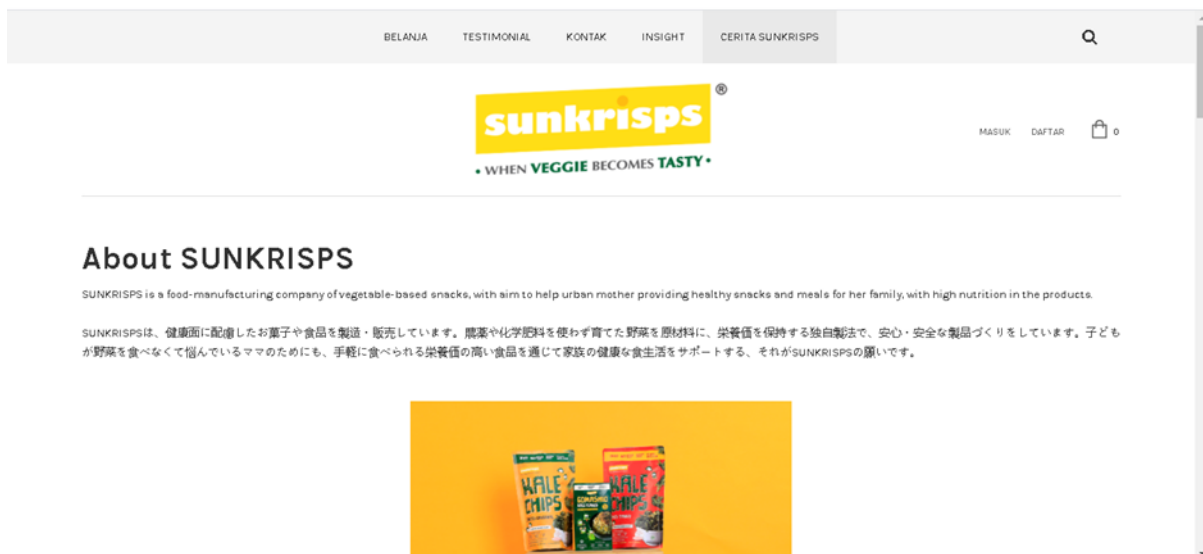 BELANJA TESTIMONIAL KONTAK INSIGHT CERITA SUNKRISPS
sunkrisps®
• WHEN VEGGIE BECOMES TASTY •
MASUK DAFTAR 0
About SUNKRISPS
SUNKRISPS is a food-manufacturing company of vegetable-based snacks, with aim to help urban mother providing healthy snacks and meals for her family, with high nutrition in the products.
SUNKRISPSは、健康面に配慮したお菓子や食品を製造・販売しています。農薬や化学肥料を使わず育てた野菜を原材料に、栄養価を保持する独自製法で、安心・安全な製品づくりをしています。子ども
が野菜を食べなくて悩んでいるママのためにも、手軽に食べられる栄養価の高い食品を通じて家族の健康な食生活をサポートする、それがSUNKRISPSの願いです。
KALE KALE
CHIPS CHIPS